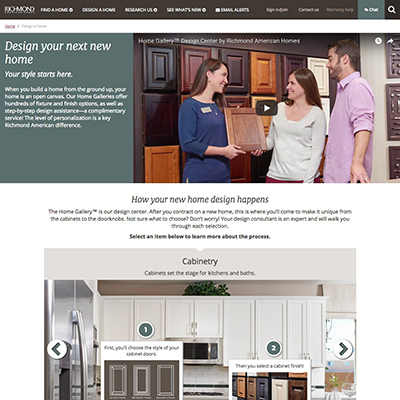 RICHMOND
FIND A HOME
DESIGN A HOME
RESEARCH US
SEE WHAT'S NEW
EMAIL ALERTS
Sign In/Join
Contact us
Warranty help
Chat
Home / Design a home
Design your next new
home
Your style starts here.
When you build a home from the ground up, your
home is an open canvas. Our Home Galleries offer
hundreds of fixture and finish options, as well as
step-by-step design assistance—a complimentary
service! The level of personalization is a key
Richmond American difference.
Home Gallery™ Design Center by Richmond American Homes
How your new home design happens
The Home Gallery™ is our design center. After you contract on a new home, this is where you'll come to make it unique from
the cabinets to the doorknobs. Not sure what to choose? Don't worry! Your design consultant is an expert and will walk you
through each selection.
Select an item below to learn more about the process.
Cabinetry
Cabinets set the stage for kitchens and baths.
1
First, you'll choose the style of
your cabinet doors.
2
Then you select a cabinet finish!